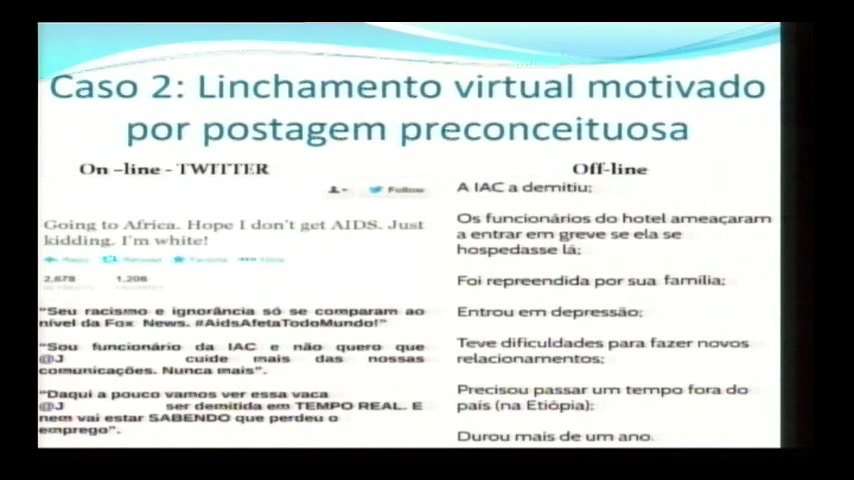 Caso 2: Linchamento virtual motivado
por postagem preconceituosa
On –line - TWITTER
Follow
Going to Africa. Hope I don't get AIDS. Just
kidding. I'm white!
Reply Retweet Favorite
2,678 1,206
"Seu racismo e ignorância só se comparam ao
nível da Fox News. #AidsAfetaTodoMundo!"
"Sou funcionário da IAC e não quero que
@J cuide mais das nossas
comunicações. Nunca mais".
"Daqui a pouco vamos ver essa vaca
@J ser demitida em TEMPO REAL. E
nem vai estar SABENDO que perdeu o
emprego".
Off-line
A IAC a demitiu;
Os funcionários do hotel ameaçaram
a entrar em greve se ela se
hospedasse lá;
Foi repreendida por sua família;
Entrou em depressão;
Teve dificuldades para fazer novos
relacionamentos;
Precisou passar um tempo fora do
país (na Etiópia);
Durou mais de um ano.